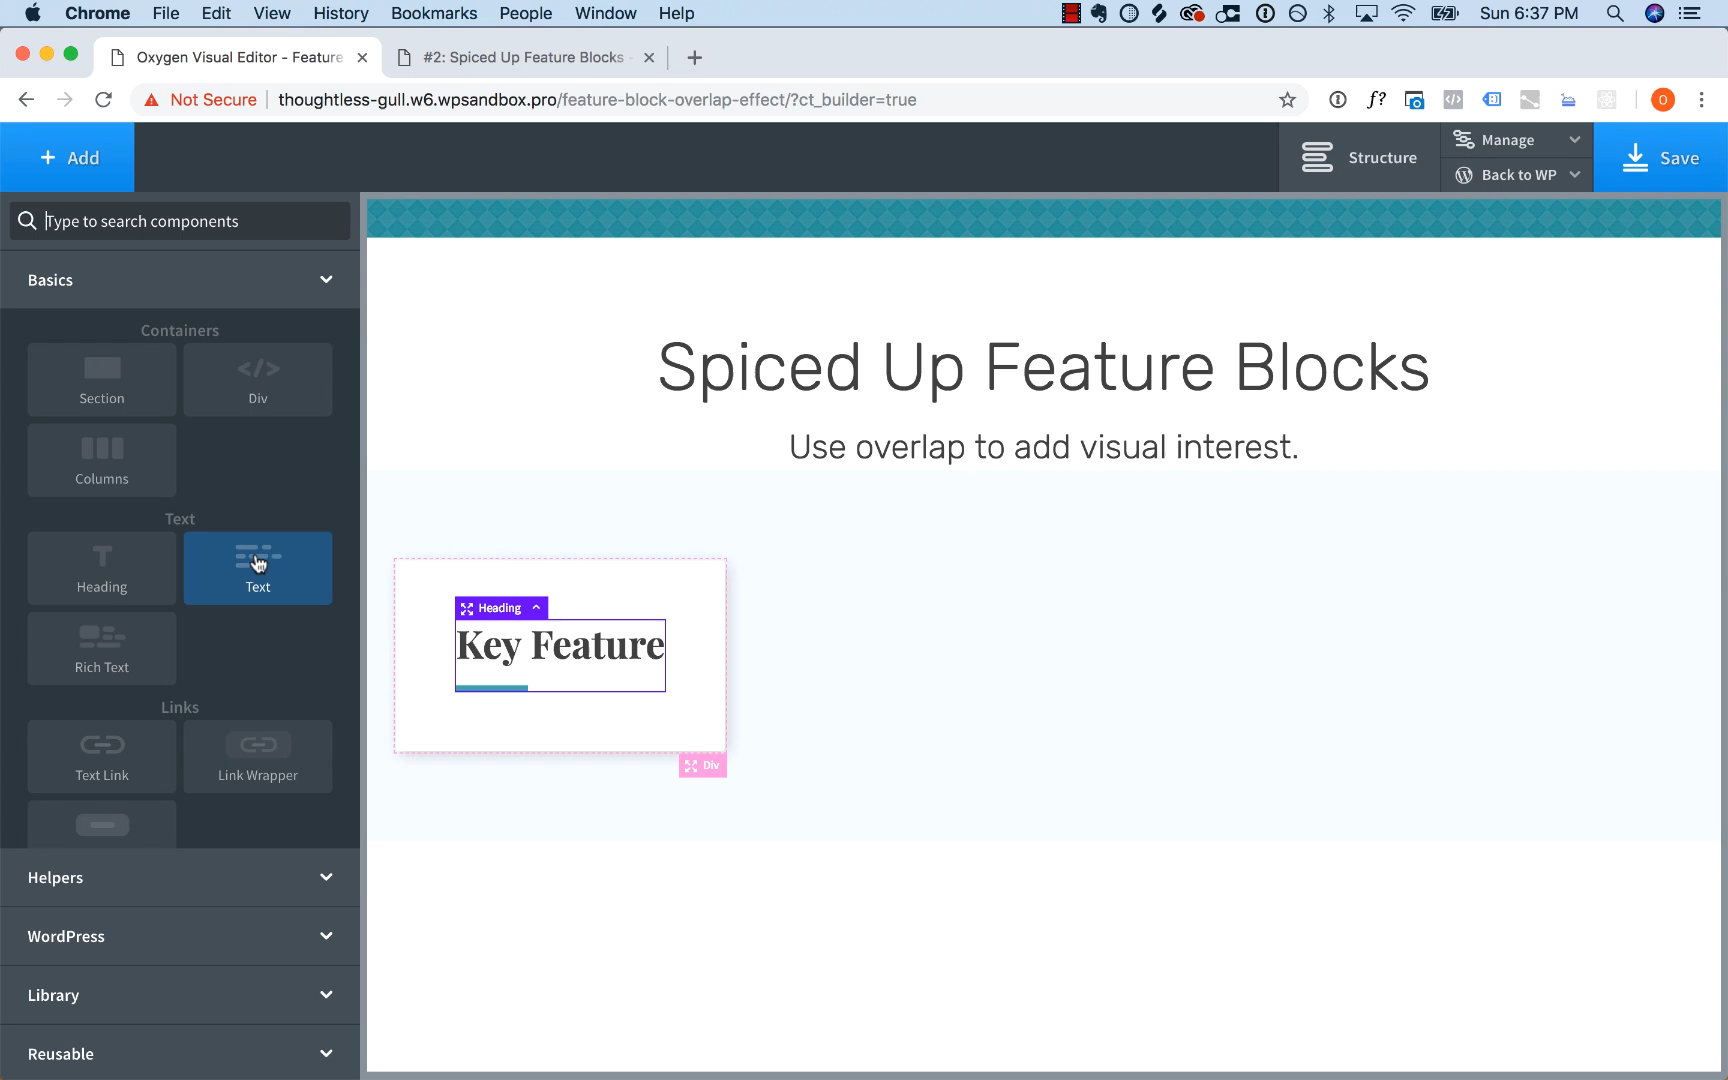 Chrome File Edit View History Bookmarks People Window Help Sun 6:37 PM
Oxygen Visual Editor - Feature #2: Spiced Up Feature Blocks -
Not Secure thoughtless-gull.w6.wpsandbox.pro/feature-block-overlap-effect/?ct_builder=true f? O
+ Add
Structure
Manage
Back to WP
Save
Type to search components
Basics
Containers
Section
Div
Columns
Text
Heading
Text
Rich Text
Links
Text Link
Link Wrapper
Helpers
WordPress
Library
Reusable
Spiced Up Feature Blocks
Use overlap to add visual interest.
Heading
Key Feature
Div